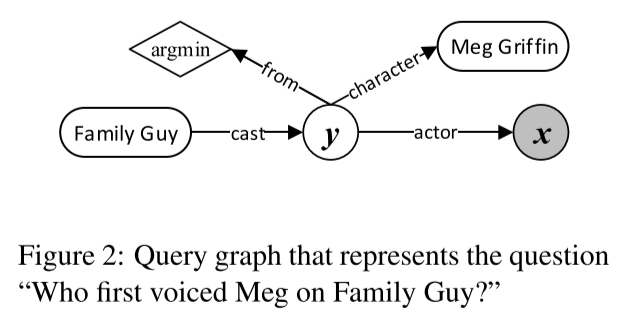 argmin
Meg Griffin
from
character
Family Guy
cast
y
actor
x
Figure 2: Query graph that represents the question
“Who first voiced Meg on Family Guy?”